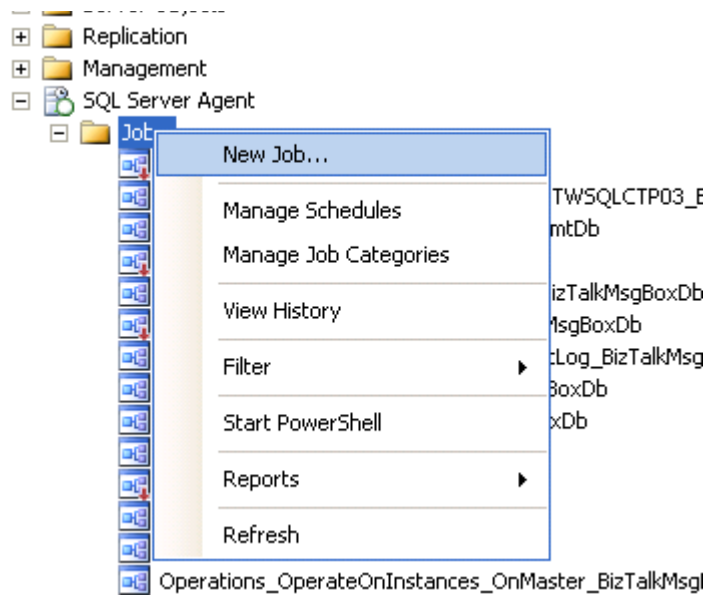 Replication
Management
SQL Server Agent
Job
New Job...
TWSQLCTP03_B
Manage Schedules
mtDb
Manage Job Categories
izTalkMsgBoxDb
View History
MsgBoxDb
tLog_BizTalkMsg
Filter
BoxDb
Start PowerShell
xDb
Reports
Refresh
Operations_OperateOnInstances_OnMaster_BizTalkMsg